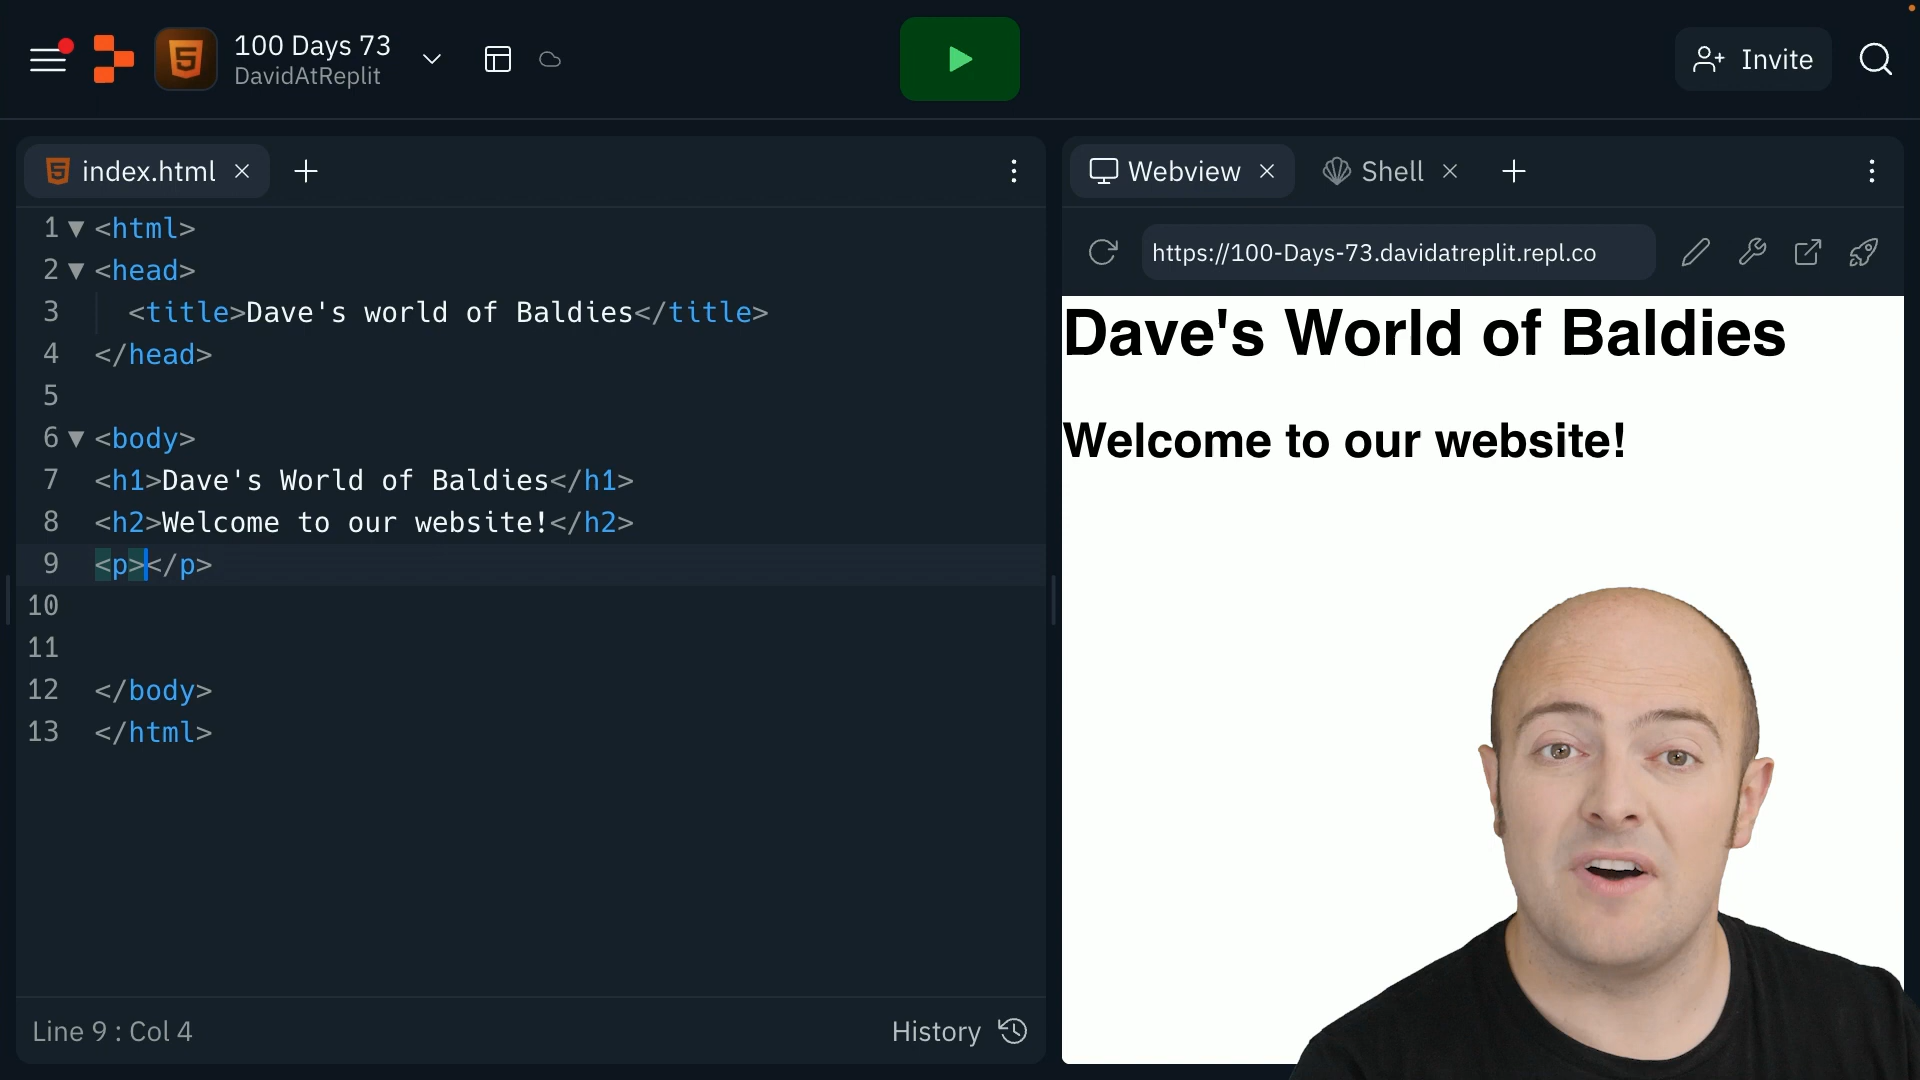 100 Days 73
DavidAtReplit
Invite
index.html
Webview
Shell
https://100-Days-73.davidatreplit.repl.co
1 <html>
2 <head>
3 <title>Dave's world of Baldies</title>
4 </head>
5
6 <body>
7 <h1>Dave's World of Baldies</h1>
8 <h2>Welcome to our website!</h2>
9 <p></p>
10
11
12 </body>
13 </html>
Line 9 : Col 4
History
Dave's World of Baldies
Welcome to our website!